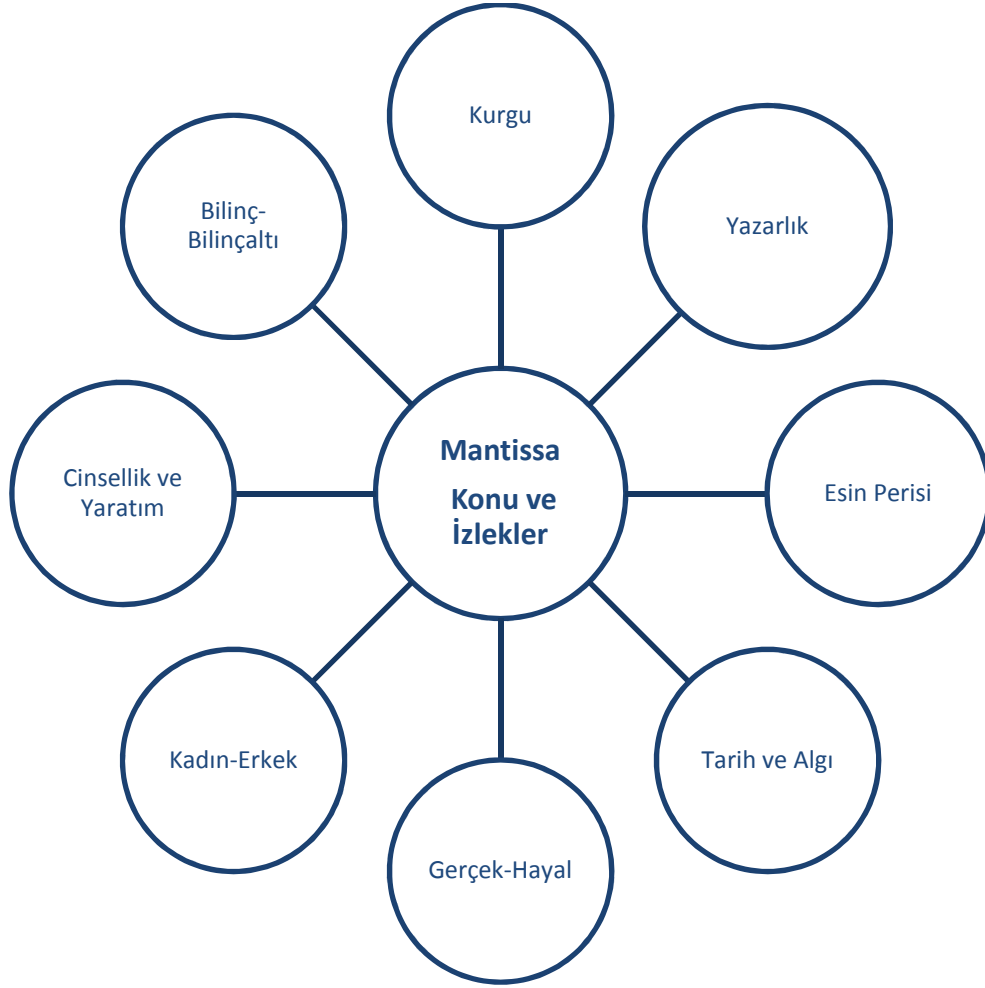 Kurgu
Yazarlık
Esin Perisi
Tarih ve Algı
Gerçek-Hayal
Kadın-Erkek
Cinsellik ve
Yaratım
Bilinç-
Bilinçaltı
Mantissa
Konu ve
İzlekler